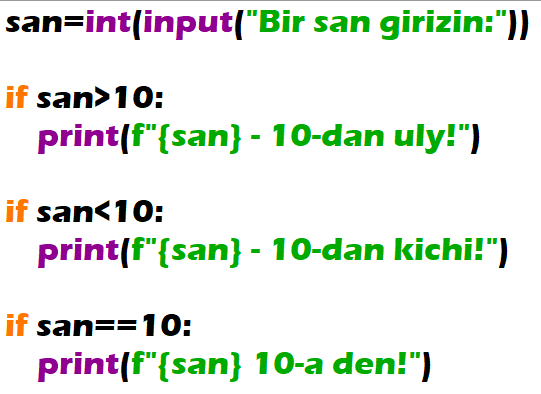 san=int(input("Bir san girizin:"))
if san>10:
print(f"{san} - 10-dan uly!")
if san<10:
print(f"{san} - 10-dan kichi!")
if san==10:
print(f"{san} 10-a den!")